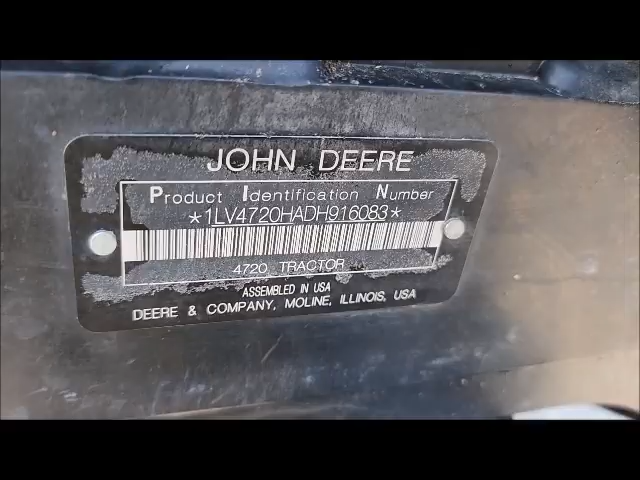 JOHN DEERE
Product Identification Number
*1LV4720HADH916083*
4720 TRACTOR
ASSEMBLED IN USA
DEERE & COMPANY, MOLINE, ILLINOIS, USA